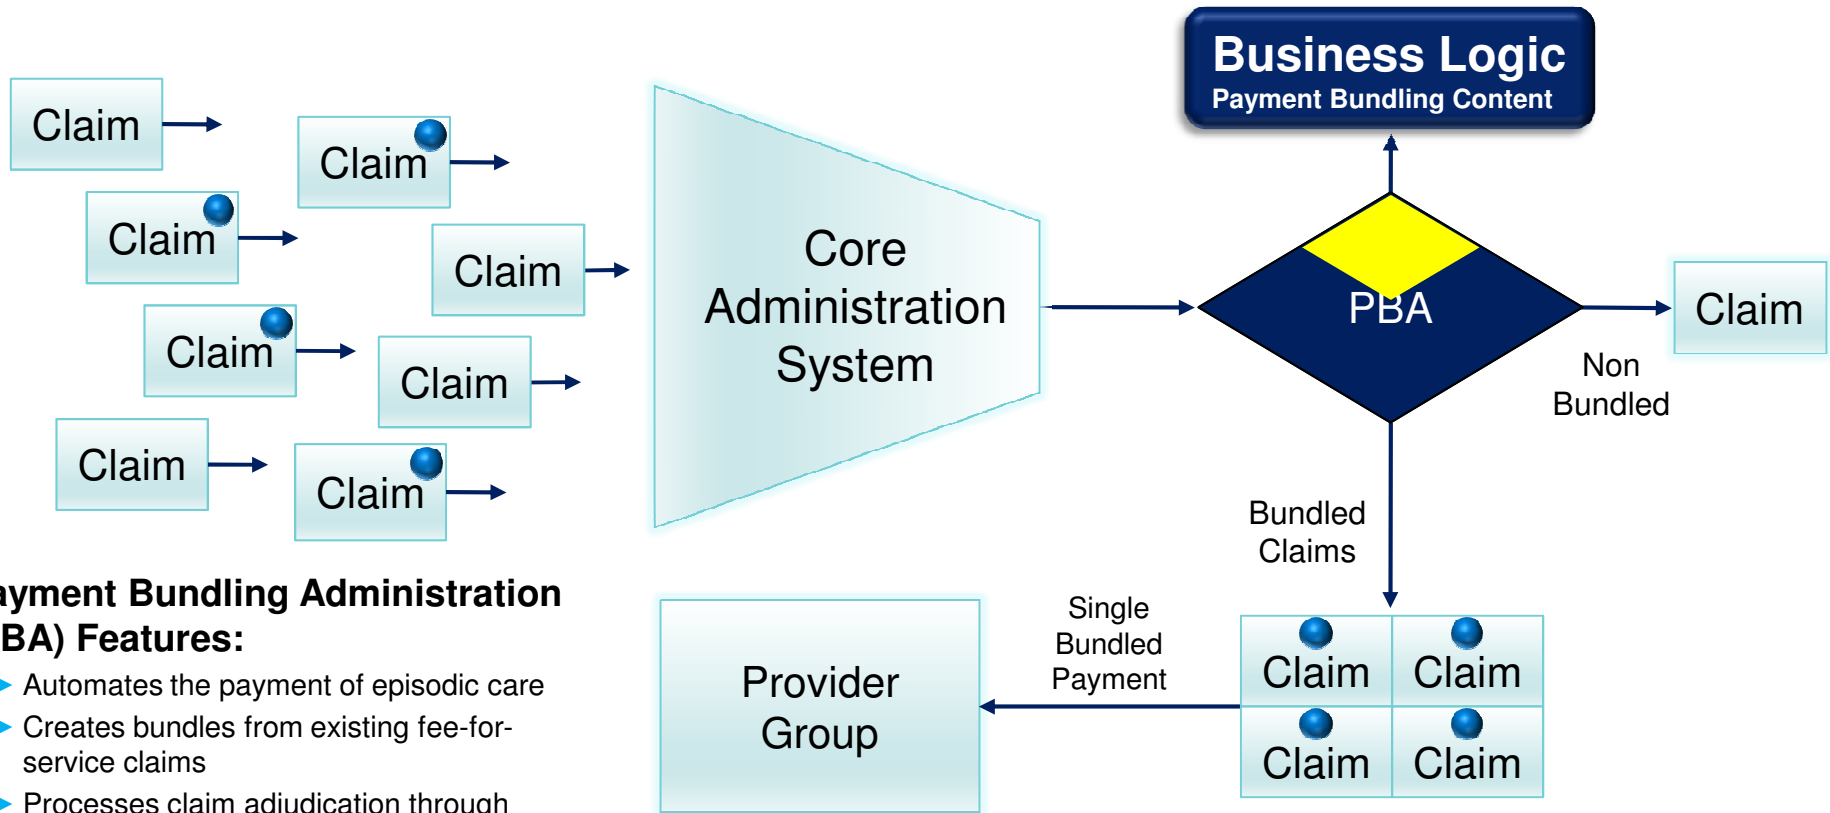 Business Logic
Payment Bundling Content
Claim
Claim
Claim
Claim
Claim
Claim
Claim
Claim
Core
Administration
System
PBA
Claim
Non
Bundled
Bundled
Claims
Single
Bundled
Payment
Provider
Group
Claim Claim
Claim Claim
ayment Bundling Administration
BA) Features:
Automates the payment of episodic care
Creates bundles from existing fee-for-
service claims
Processes claim adjudication through